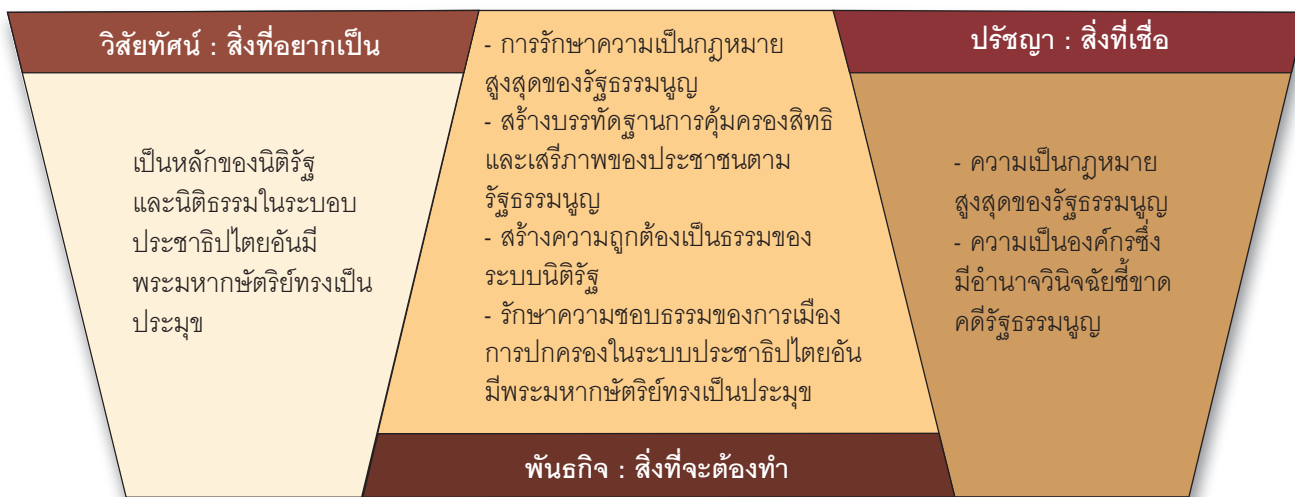 วิสัยทัศน์ : สิ่งที่อยากเป็น
เป็นหลักของนิติรัฐ
และนิติธรรมในระบอบ
ประชาธิปไตยอันมี
พระมหากษัตริย์ทรงเป็น
ประมุข
- การรักษาความเป็นกฎหมาย
สูงสุดของรัฐธรรมนูญ
- สร้างบรรทัดฐานการคุ้มครองสิทธิ
และเสรีภาพของประชาชนตาม
รัฐธรรมนูญ
- สร้างความถูกต้องเป็นธรรมของ
ระบบนิติรัฐ
- รักษาความชอบธรรมของการเมือง
การปกครองในระบบประชาธิปไตยอัน
มีพระมหากษัตริย์ทรงเป็นประมุข
พันธกิจ : สิ่งที่จะต้องทำ
ปรัชญา : สิ่งที่เชื่อ
- ความเป็นกฎหมาย
สูงสุดของรัฐธรรมนูญ
- ความเป็นองค์กรซึ่ง
มีอำนาจวินิจฉัยชี้ขาด
คดีรัฐธรรมนูญ